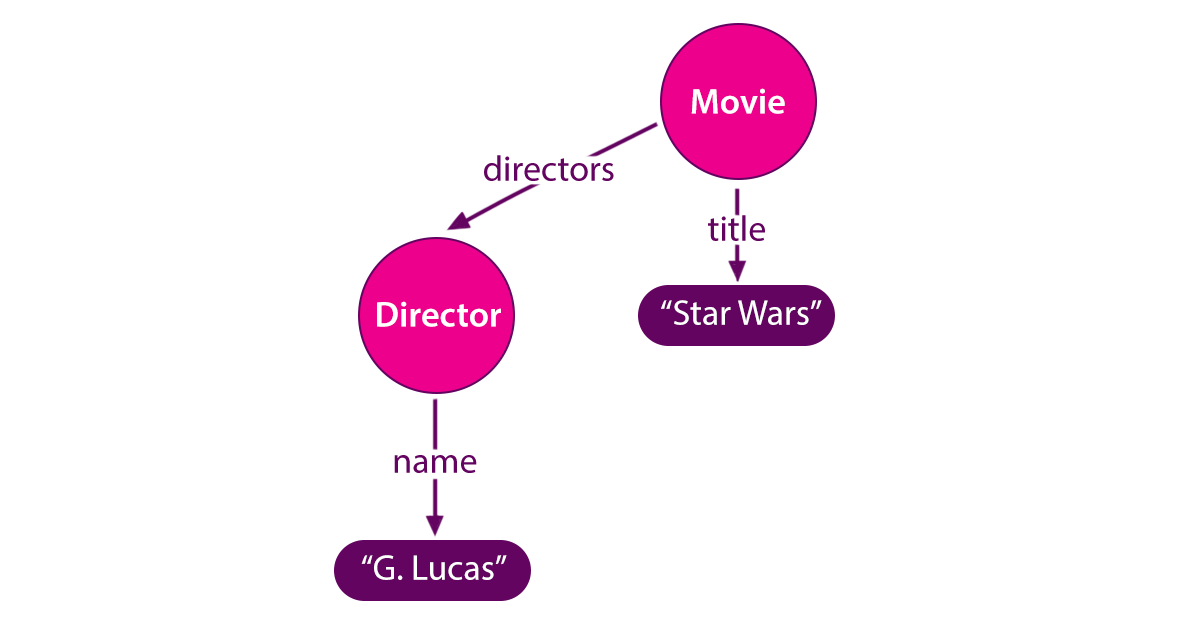 Movie
directors
title
Director
“Star Wars”
name
“G. Lucas”